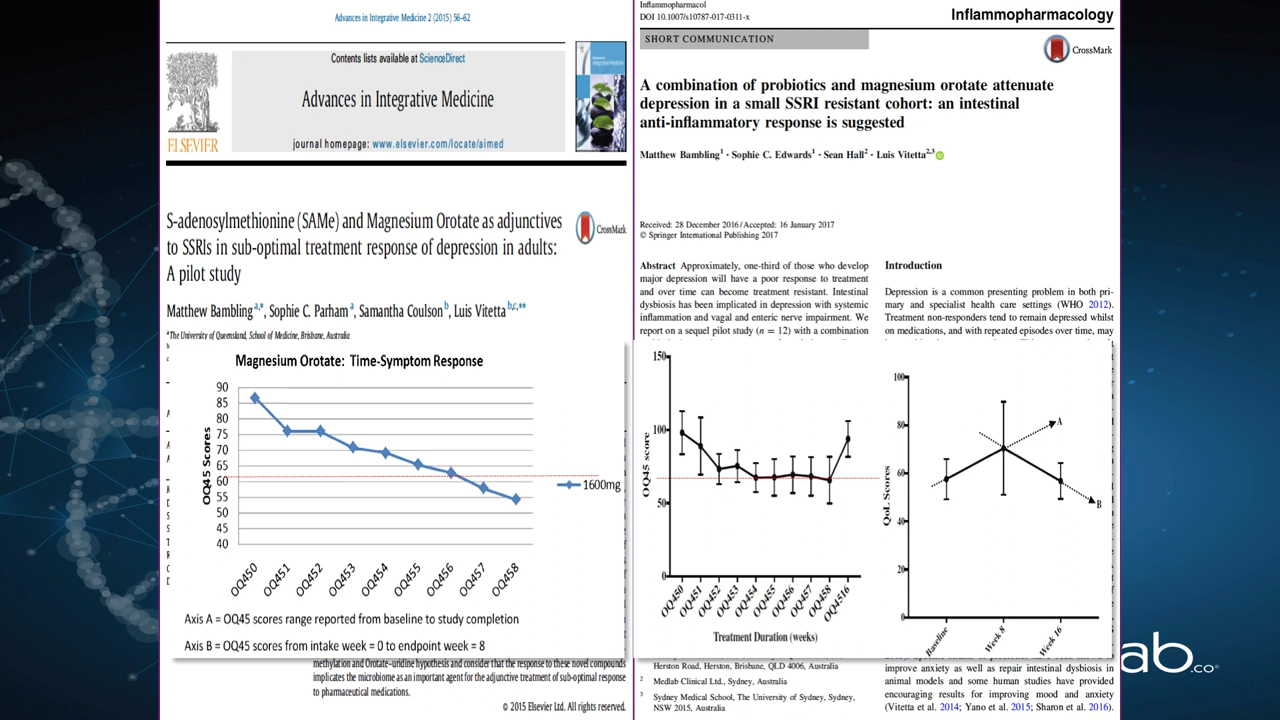 Advances in Integrative Medicine 2 (2015) 56–62
Contents lists available at ScienceDirect
Advances in Integrative Medicine
journal homepage: www.elsevier.com/locate/aimed
ELSEVIER
S-adenosylmethionine (SAMe) and Magnesium Orotate as adjunctives
to SSRIs in sub-optimal treatment response of depression in adults:
A pilot study
CrossMark
Matthew Bambling a,*, Sophie C. Parham a, Samantha Coulson b, Luis Vitetta b,c,**
a The University of Queensland, School of Medicine, Brisbane, Australia
Magnesium Orotate: Time-Symptom Response
OQ45 Scores
90
85
80
75
70
65
60
55
50
45
40
1600mg
OQ450
OQ451
OQ452
OQ453
OQ454
OQ455
OQ456
OQ457
OQ458
Axis A = OQ45 scores range reported from baseline to study completion
Axis B = OQ45 scores from intake week = 0 to endpoint week = 8
methylation and Orotate–uridine hypothesis and consider that the response to these novel compounds
implicates the microbiome as an important agent for the adjunctive treatment of sub-optimal response
to pharmaceutical medications.
© 2015 Elsevier Ltd. All rights reserved.
Inflammopharmacol
DOI 10.1007/s10787-017-0311-x
Inflammopharmacology
SHORT COMMUNICATION
CrossMark
A combination of probiotics and magnesium orotate attenuate
depression in a small SSRI resistant cohort: an intestinal
anti-inflammatory response is suggested
Matthew Bambling1 · Sophie C. Edwards1 · Sean Hall2 · Luis Vitetta2,3
Received: 28 December 2016 / Accepted: 16 January 2017
© Springer International Publishing 2017
Abstract Approximately, one-third of those who develop
major depression will have a poor response to treatment
and over time can become treatment resistant. Intestinal
dysbiosis has been implicated in depression with systemic
inflammation and vagal and enteric nerve impairment. We
report on a sequel pilot study (n = 12) with a combination
Introduction
Depression is a common presenting problem in both pri-
mary and specialist health care settings (WHO 2012).
Treatment non-responders tend to remain depressed whilst
on medications, and with repeated episodes over time, may
OQ45 score
150
100
50
0
OQ450
OQ451
OQ452
OQ453
OQ454
OQ455
OQ456
OQ457
OQ458
OQ4516
Treatment Duration (weeks)
QoL Scores
100
80
60
40
20
0
A
B
Baseline
Week 8
Week 16
Herston Road, Herston, Brisbane, QLD 4006, Australia
2 Medlab Clinical Ltd., Sydney, Australia
3 Sydney Medical School, The University of Sydney, Sydney,
NSW 2015, Australia
improve anxiety as well as repair intestinal dysbiosis in
animal models and some human studies have provided
encouraging results for improving mood and anxiety
(Vitetta et al. 2014; Yano et al. 2015; Sharon et al. 2016).
ab.co